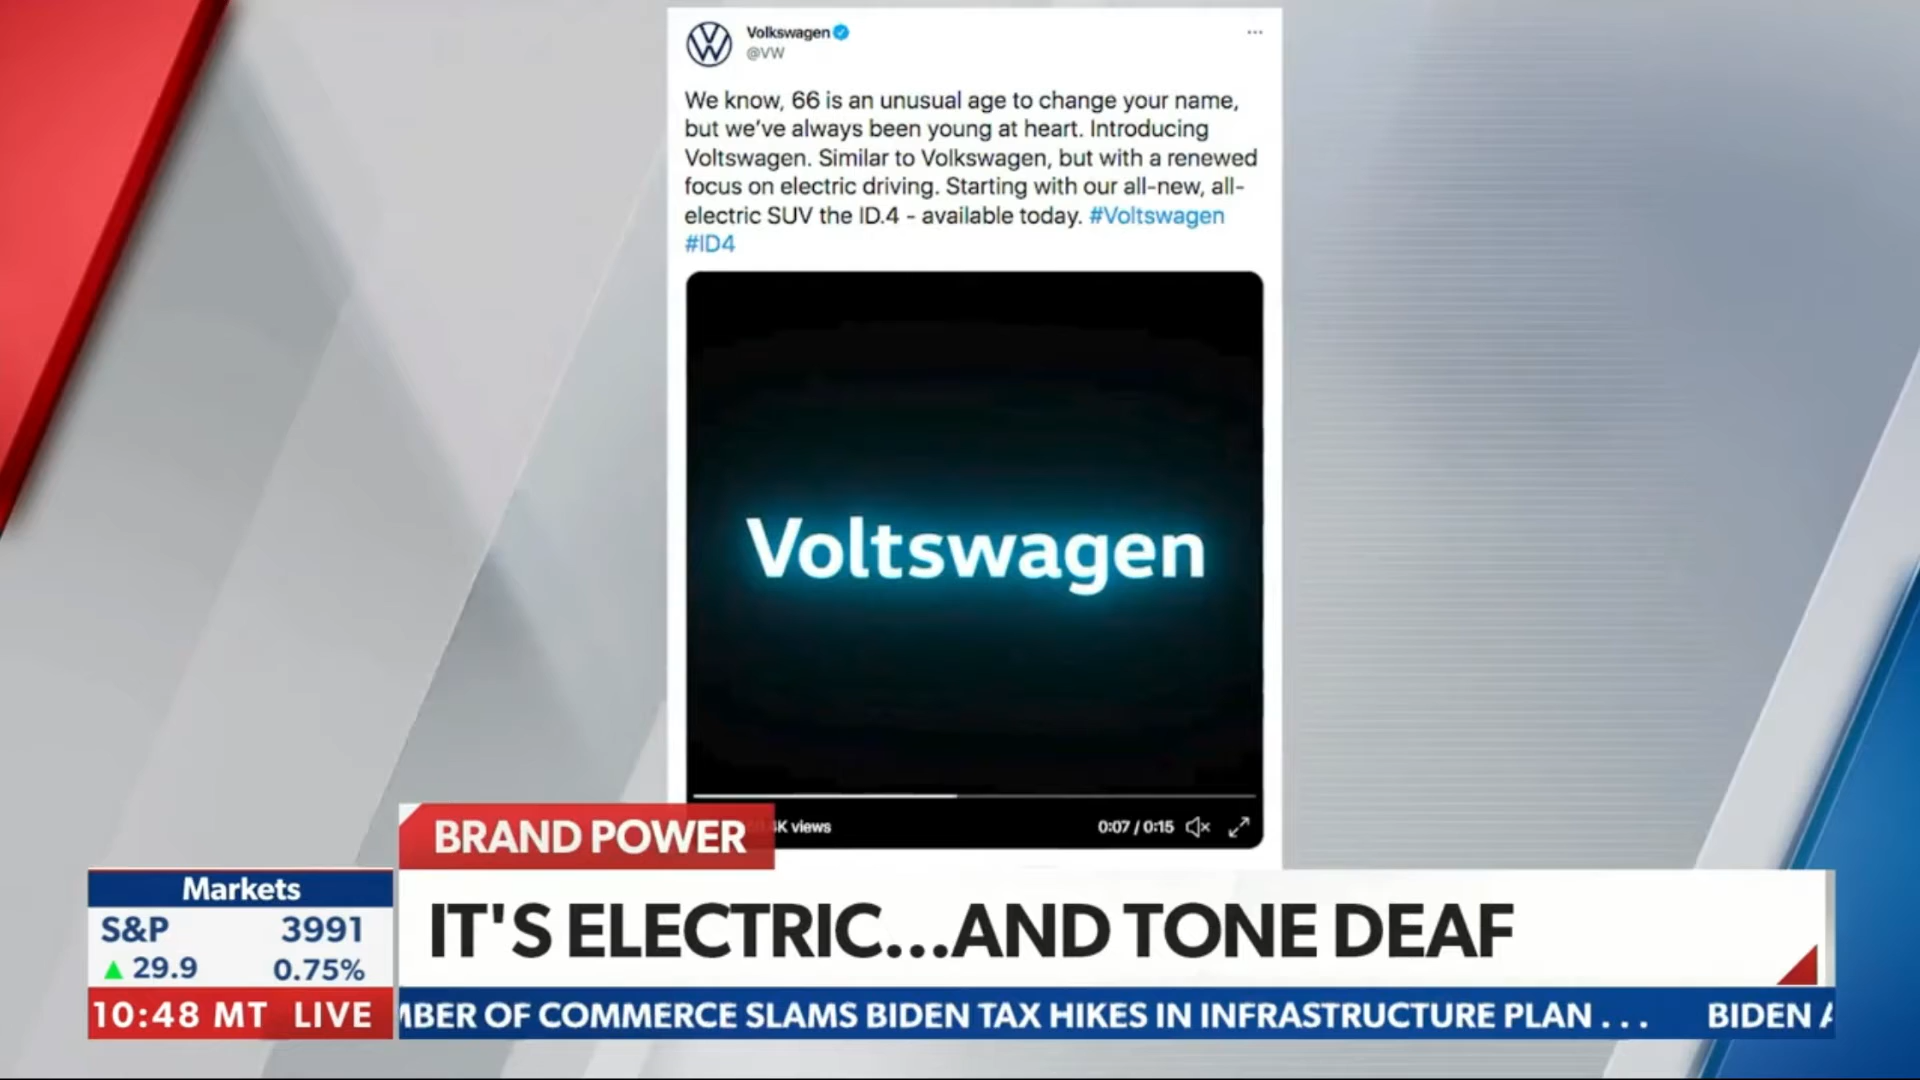 Volkswagen
@VW
We know, 66 is an unusual age to change your name,
but we've always been young at heart. Introducing
Voltswagen. Similar to Volkswagen, but with a renewed
focus on electric driving. Starting with our all-new, all-
electric SUV the ID.4 - available today. #Voltswagen
#ID4
Voltswagen
K views
0:07 / 0:15
BRAND POWER
IT'S ELECTRIC...AND TONE DEAF
Markets
S&P 3991
▲ 29.9 0.75%
10:48 MT LIVE
MBER OF COMMERCE SLAMS BIDEN TAX HIKES IN INFRASTRUCTURE PLAN . . . BIDEN A